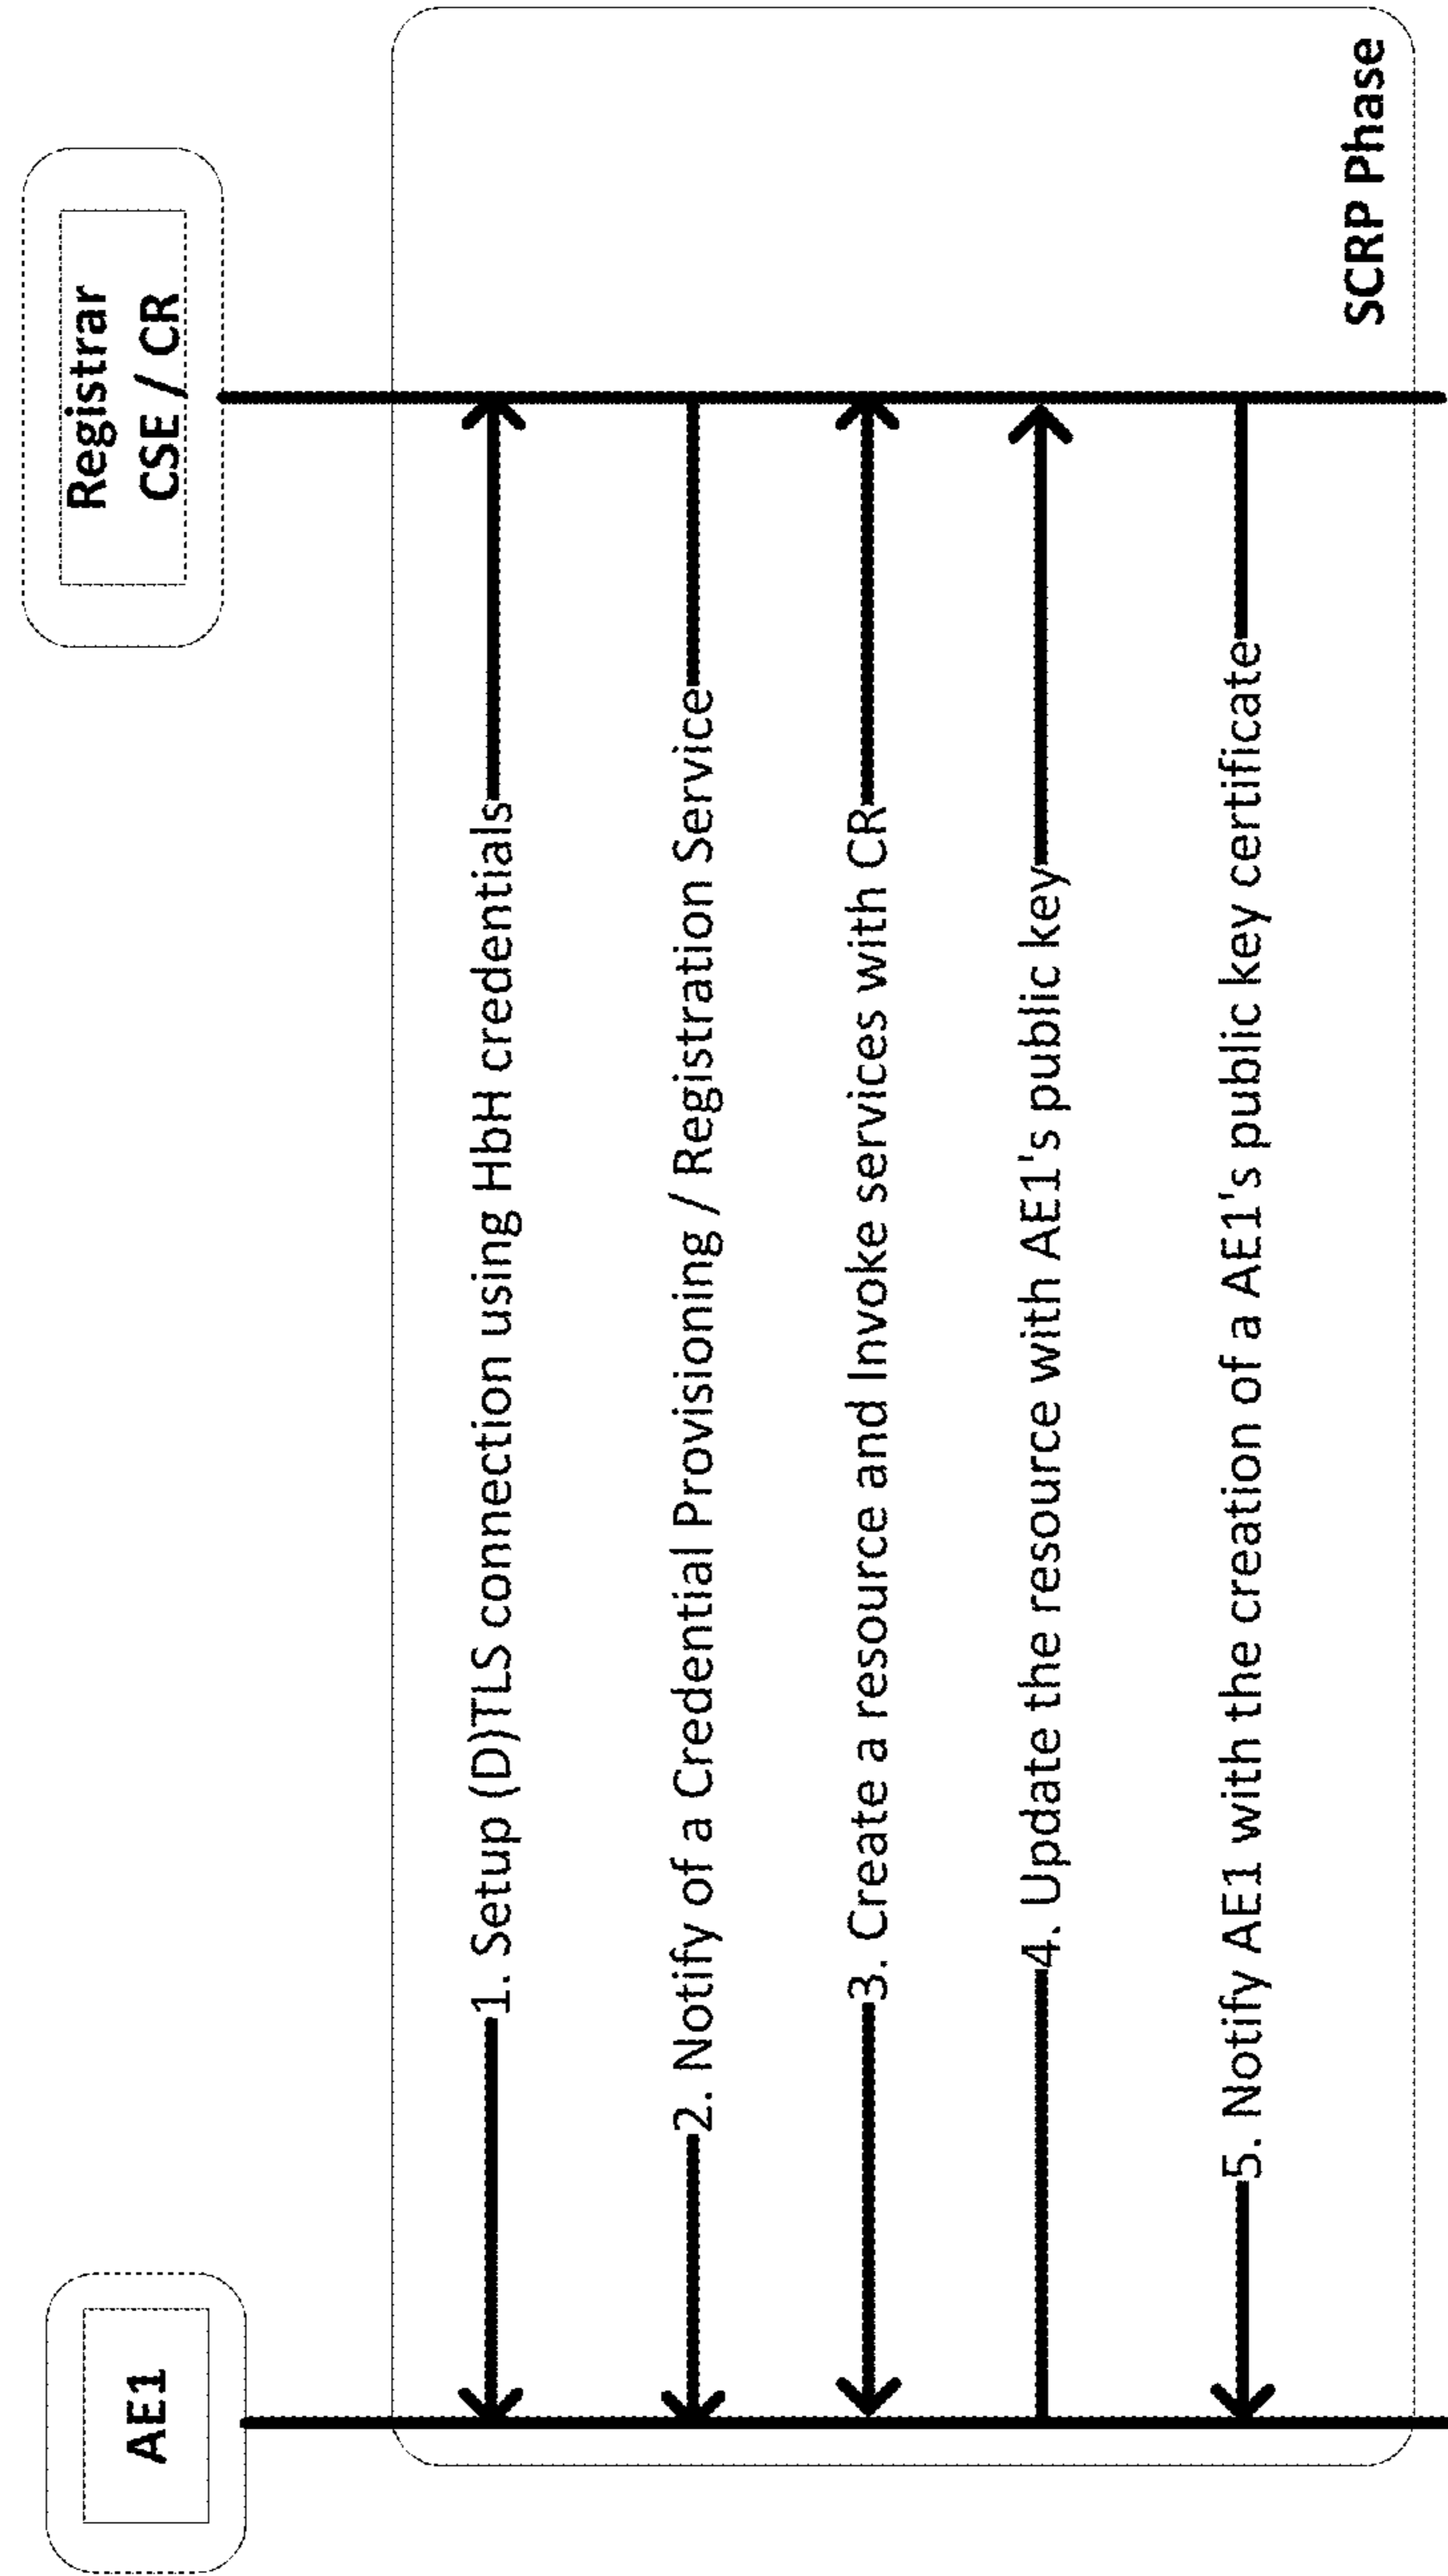 AE1
Registrar
CSE / CR
1. Setup (D)TLS connection using HbH credentials
2. Notify of a Credential Provisioning / Registration Service
3. Create a resource and Invoke services with CR
4. Update the resource with AE1's public key
5. Notify AE1 with the creation of a AE1's public key certificate
SCRP Phase